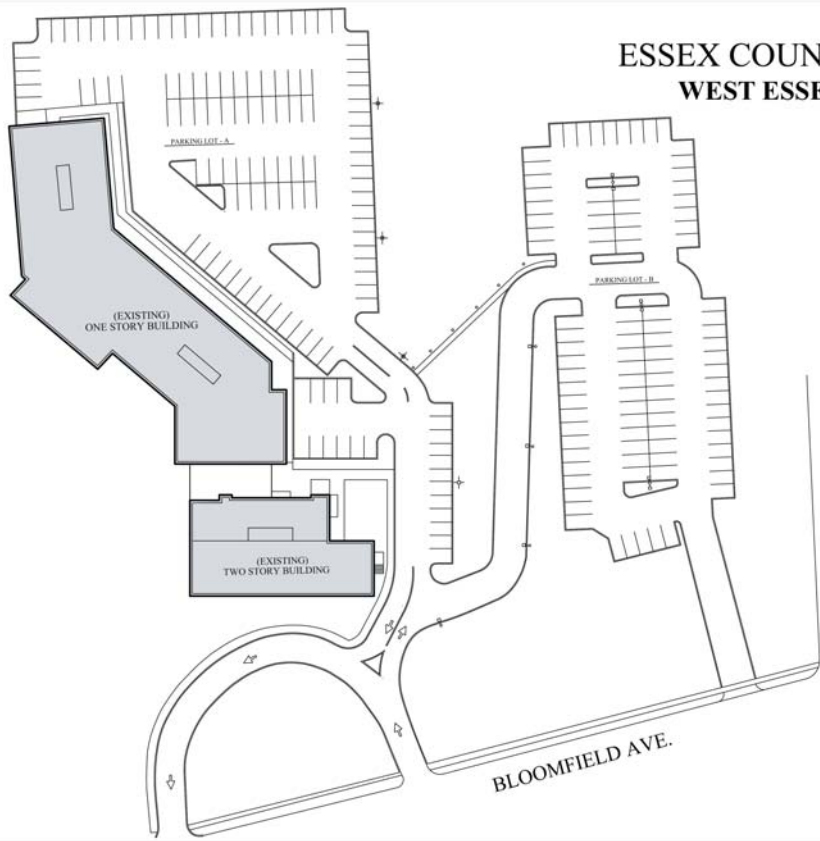 ESSEX COUN
WEST ESSE
PARKING LOT - A
PARKING LOT - B
(EXISTING)
ONE STORY BUILDING
(EXISTING)
TWO STORY BUILDING
BLOOMFIELD AVE.